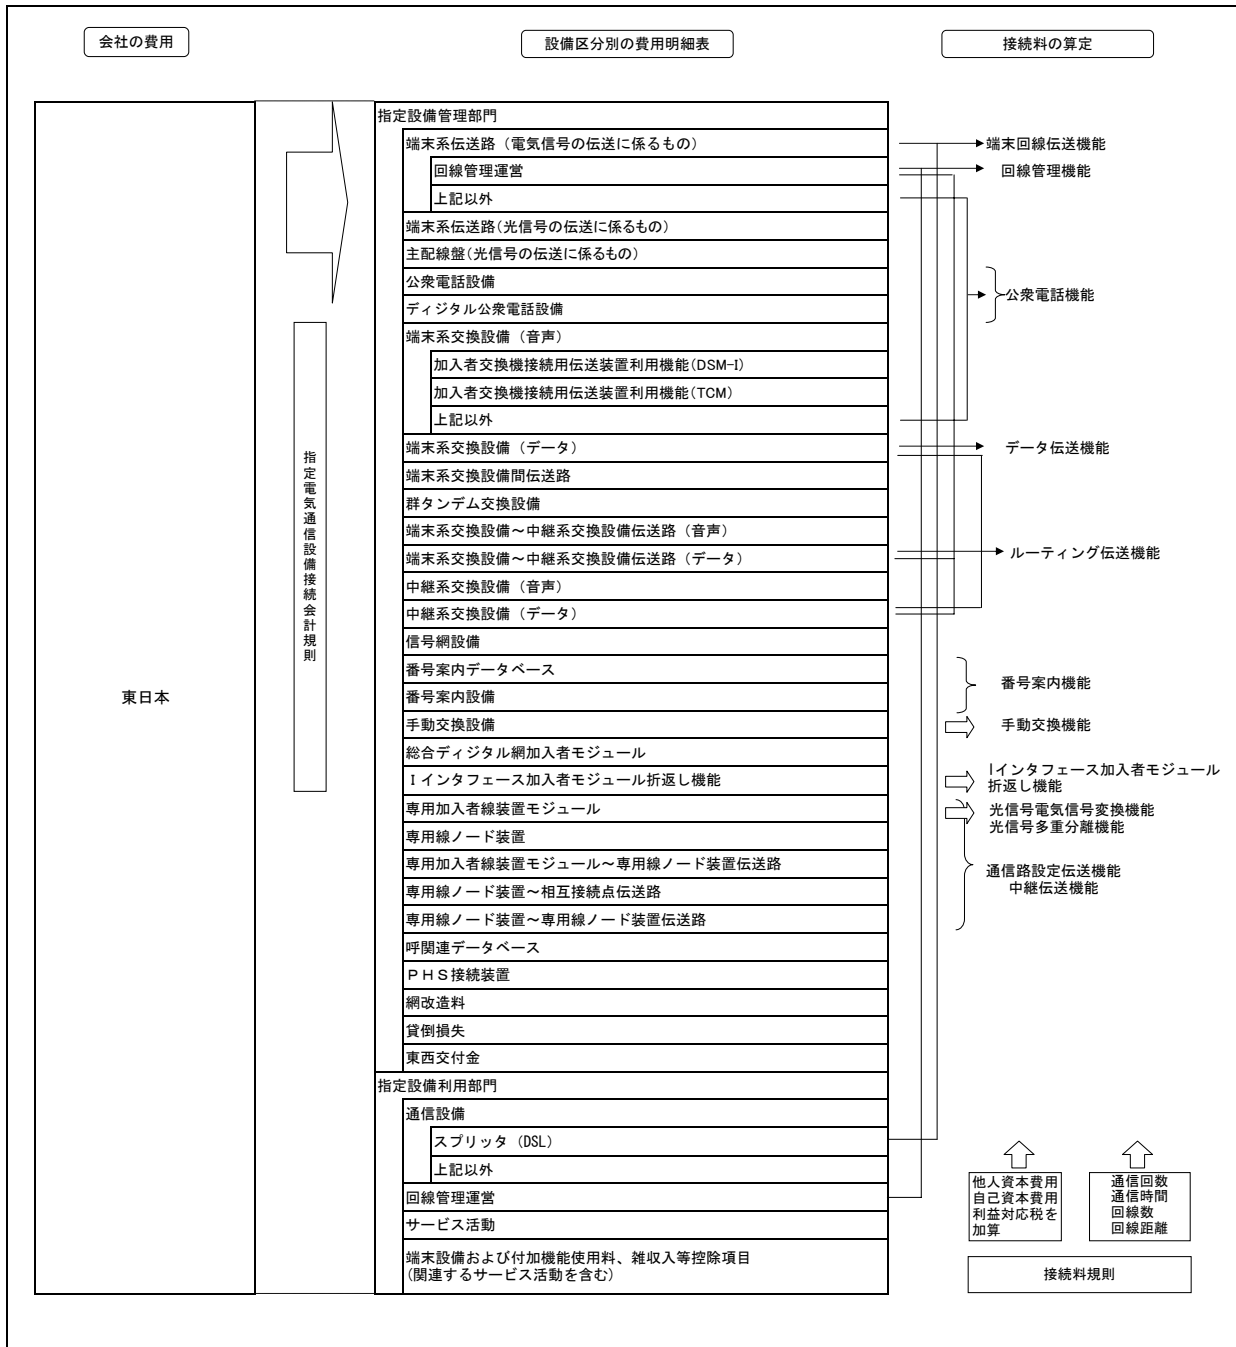 会社の費用
設備区分別の費用明細表
接続料の算定
東日本
指定電気通信設備接続会計規則
指定設備管理部門
端末系伝送路（電気信号の伝送に係るもの）
回線管理運営
上記以外
端末系伝送路(光信号の伝送に係るもの)
主配線盤(光信号の伝送に係るもの)
公衆電話設備
ディジタル公衆電話設備
端末系交換設備（音声）
加入者交換機接続用伝送装置利用機能(DSM-I)
加入者交換機接続用伝送装置利用機能(TCM)
上記以外
端末系交換設備（データ）
端末系交換設備間伝送路
群タンデム交換設備
端末系交換設備～中継系交換設備伝送路（音声）
端末系交換設備～中継系交換設備伝送路（データ）
中継系交換設備（音声）
中継系交換設備（データ）
信号網設備
番号案内データベース
番号案内設備
手動交換設備
総合ディジタル網加入者モジュール
Ｉインタフェース加入者モジュール折返し機能
専用加入者線装置モジュール
専用線ノード装置
専用加入者線装置モジュール～専用線ノード装置伝送路
専用線ノード装置～相互接続点伝送路
専用線ノード装置～専用線ノード装置伝送路
呼関連データベース
ＰＨＳ接続装置
網改造料
貸倒損失
東西交付金
指定設備利用部門
通信設備
スプリッタ（DSL）
上記以外
回線管理運営
サービス活動
端末設備および付加機能使用料、雑収入等控除項目
(関連するサービス活動を含む)
端末回線伝送機能
回線管理機能
公衆電話機能
データ伝送機能
ルーティング伝送機能
番号案内機能
手動交換機能
Iインタフェース加入者モジュール
折返し機能
光信号電気信号変換機能
光信号多重分離機能
通信路設定伝送機能
中継伝送機能
他人資本費用
自己資本費用
利益対応税を
加算
通信回数
通信時間
回線数
回線距離
接続料規則